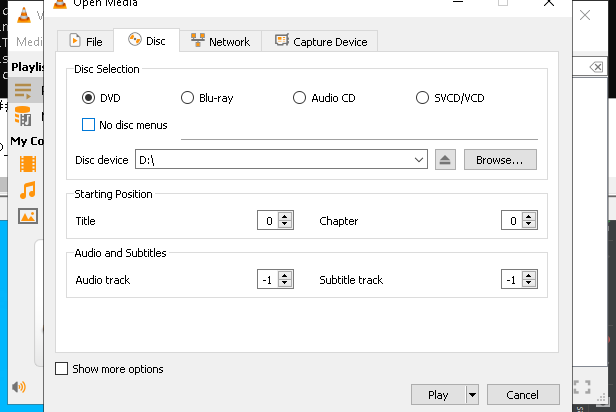 Open Media
Medi
File
Disc
Network
Capture Device
Playlis
Disc Selection
DVD
Blu-ray
Audio CD
SVCD/VCD
No disc menus
My Co
Disc device
D:\
Browse...
Starting Position
Title
0
Chapter
0
Audio and Subtitles
Audio track
-1
Subtitle track
-1
Show more options
Play
Cancel